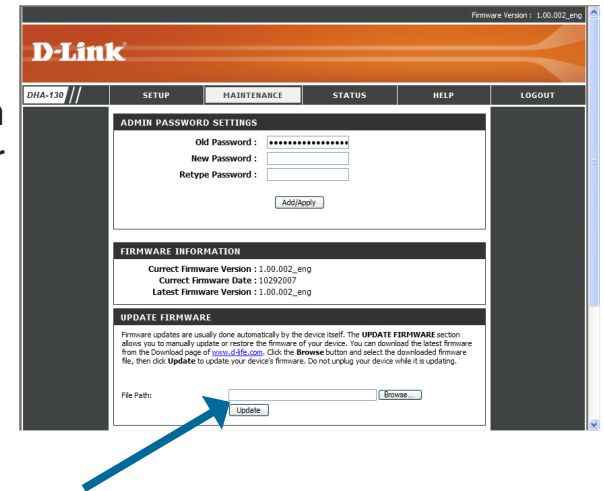 Firmware Version : 1.00.002_eng
D-Link
DHA-130 // SETUP MAINTENANCE STATUS HELP LOGOUT
ADMIN PASSWORD SETTINGS
Old Password : •••••••••••••••••
New Password :
Retype Password :
Add/Apply
FIRMWARE INFORMATION
Currect Firmware Version : 1.00.002_eng
Currect Firmware Date : 10292007
Latest Firmware Version : 1.00.002_eng
UPDATE FIRMWARE
Firmware updates are usually done automatically by the device itself. The UPDATE FIRMWARE section
allows you to manually update or restore the firmware of your device. You can download the latest firmware
from the Download page of www.d-life.com. Click the Browse button and select the downloaded firmware
file, then click Update to update your device's firmware. Do not unplug your device while it is updating.
File Path: Browse...
Update